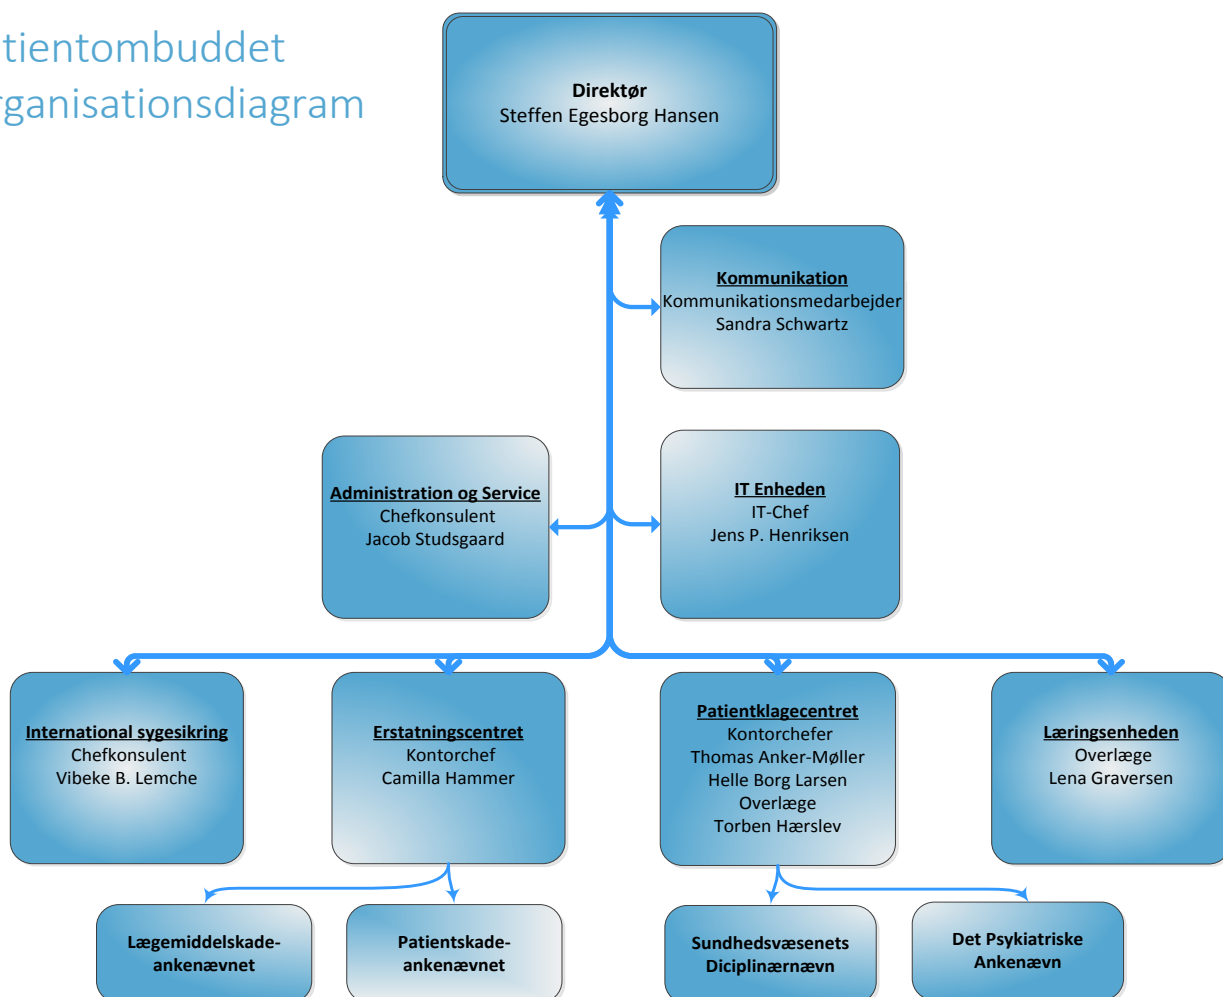 tientombuddet
rganisationsdiagram
Direktør
Steffen Egesborg Hansen
Kommunikation
Kommunikationsmedarbejder
Sandra Schwartz
Administration og Service
Chefkonsulent
Jacob Studsgaard
IT Enheden
IT-Chef
Jens P. Henriksen
International sygesikring
Chefkonsulent
Vibeke B. Lemche
Erstatningscentret
Kontorchef
Camilla Hammer
Patientklagecentret
Kontorchefer
Thomas Anker-Møller
Helle Borg Larsen
Overlæge
Torben Hærslev
Læringsenheden
Overlæge
Lena Graversen
Lægemiddelskade-
ankenævnet
Patientskade-
ankenævnet
Sundhedsvæsenets
Diciplinærnævn
Det Psykiatriske
Ankenævn